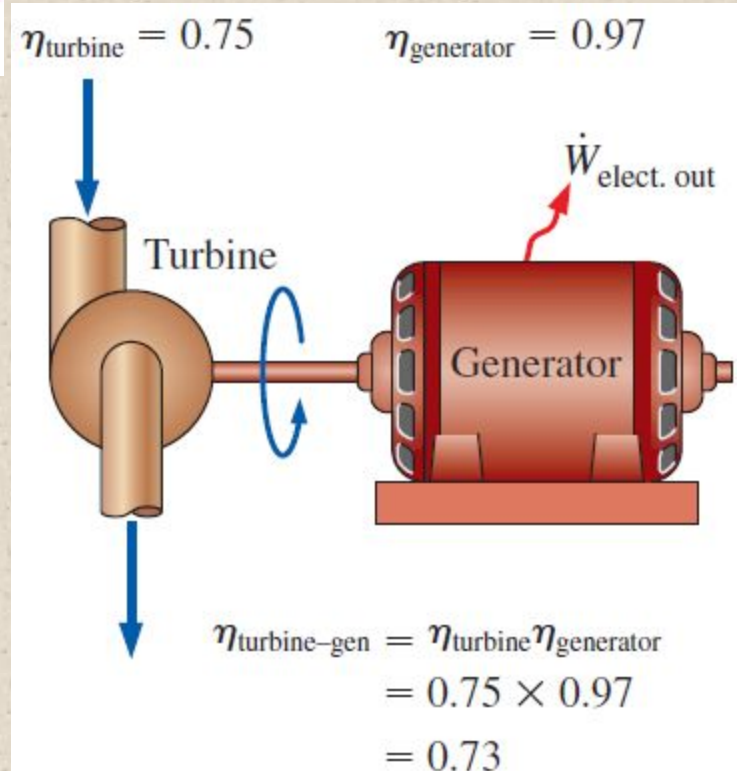 ηturbine = 0.75 ηgenerator = 0.97
Ẇelect. out
Turbine
Generator
ηturbine–gen = ηturbineηgenerator
= 0.75 × 0.97
= 0.73